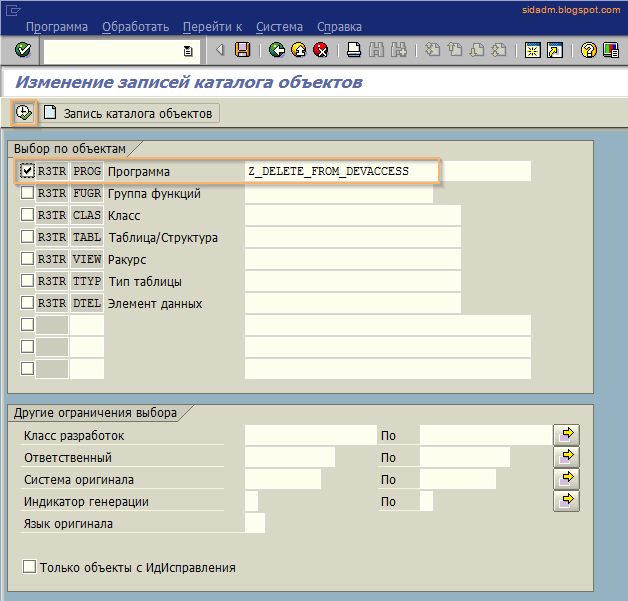 sidadm.blogspot.com
Программа Обработать Перейти к Система Справка
Изменение записей каталога объектов
Запись каталога объектов
Выбор по объектам
R3TR PROG Программа Z_DELETE_FROM_DEVACCESS
R3TR FUGR Группа функций
R3TR CLAS Класс
R3TR TABL Таблица/Структура
R3TR VIEW Ракурс
R3TR TTYP Тип таблицы
R3TR DTEL Элемент данных
Другие ограничения выбора
Класс разработок По
Ответственный По
Система оригинала По
Индикатор генерации По
Язык оригинала
Только объекты с ИдИсправления